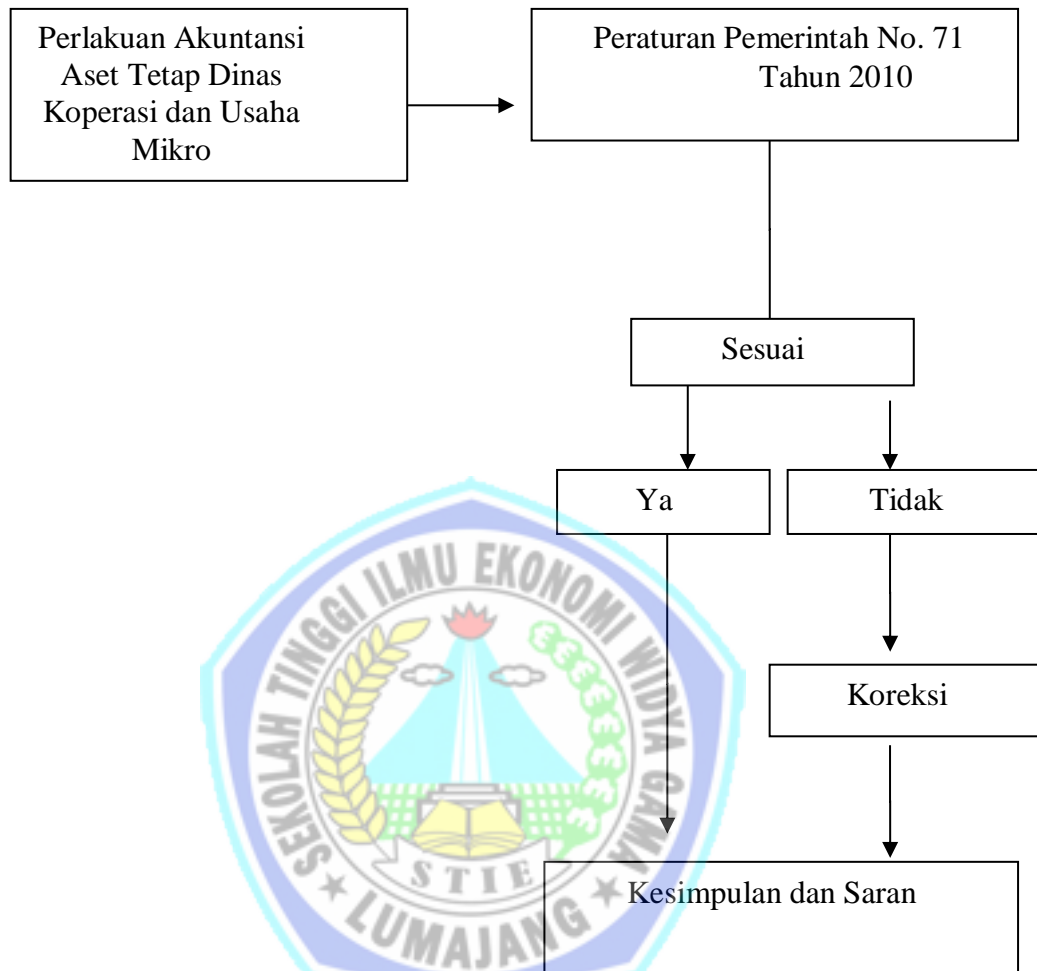 Perlakuan Akuntansi
Aset Tetap Dinas
Koperasi dan Usaha
Mikro
Peraturan Pemerintah No. 71
Tahun 2010
Sesuai
Ya
Tidak
Koreksi
Kesimpulan dan Saran
SEKOLAH TINGGI ILMU EKONOMI WIDYA GAMA
STIE
LUMAJANG